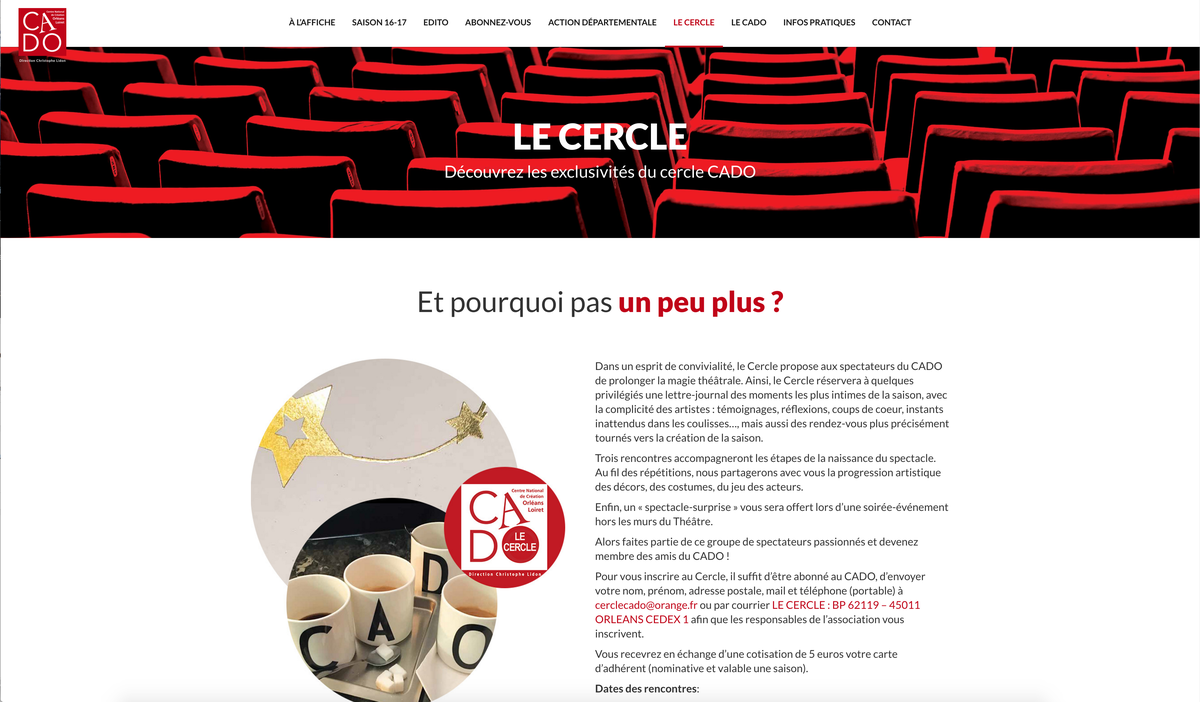 CA
DO
Centre National
de Création
Orléans
Loiret
Direction Christophe Lidon
À L'AFFICHE SAISON 16-17 EDITO ABONNEZ-VOUS ACTION DÉPARTEMENTALE LE CERCLE LE CADO INFOS PRATIQUES CONTACT
LE CERCLE
Découvrez les exclusivités du cercle CADO
Et pourquoi pas un peu plus ?
CA
DO
Centre National
de Création
Orléans
Loiret
LE
CERCLE
Direction Christophe Lidon
C A D O
Dans un esprit de convivialité, le Cercle propose aux spectateurs du CADO
de prolonger la magie théâtrale. Ainsi, le Cercle réservera à quelques
privilégiés une lettre-journal des moments les plus intimes de la saison, avec
la complicité des artistes : témoignages, réflexions, coups de coeur, instants
inattendus dans les coulisses…, mais aussi des rendez-vous plus précisément
tournés vers la création de la saison.
Trois rencontres accompagneront les étapes de la naissance du spectacle.
Au fil des répétitions, nous partagerons avec vous la progression artistique
des décors, des costumes, du jeu des acteurs.
Enfin, un « spectacle-surprise » vous sera offert lors d'une soirée-événement
hors les murs du Théâtre.
Alors faites partie de ce groupe de spectateurs passionnés et devenez
membre des amis du CADO !
Pour vous inscrire au Cercle, il suffit d'être abonné au CADO, d'envoyer
votre nom, prénom, adresse postale, mail et téléphone (portable) à
cerclecado@orange.fr ou par courrier LE CERCLE : BP 62119 – 45011
ORLEANS CEDEX 1 afin que les responsables de l'association vous
inscrivent.
Vous recevrez en échange d'une cotisation de 5 euros votre carte
d'adhérent (nominative et valable une saison).
Dates des rencontres: